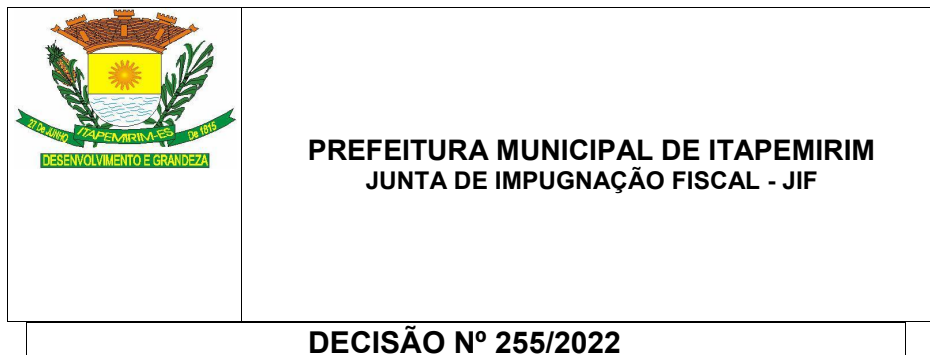 27 De JUNHO ITAPEMIRIM-ES De 1815
DESENVOLVIMENTO E GRANDEZA
PREFEITURA MUNICIPAL DE ITAPEMIRIM
JUNTA DE IMPUGNAÇÃO FISCAL - JIF
DECISÃO Nº 255/2022